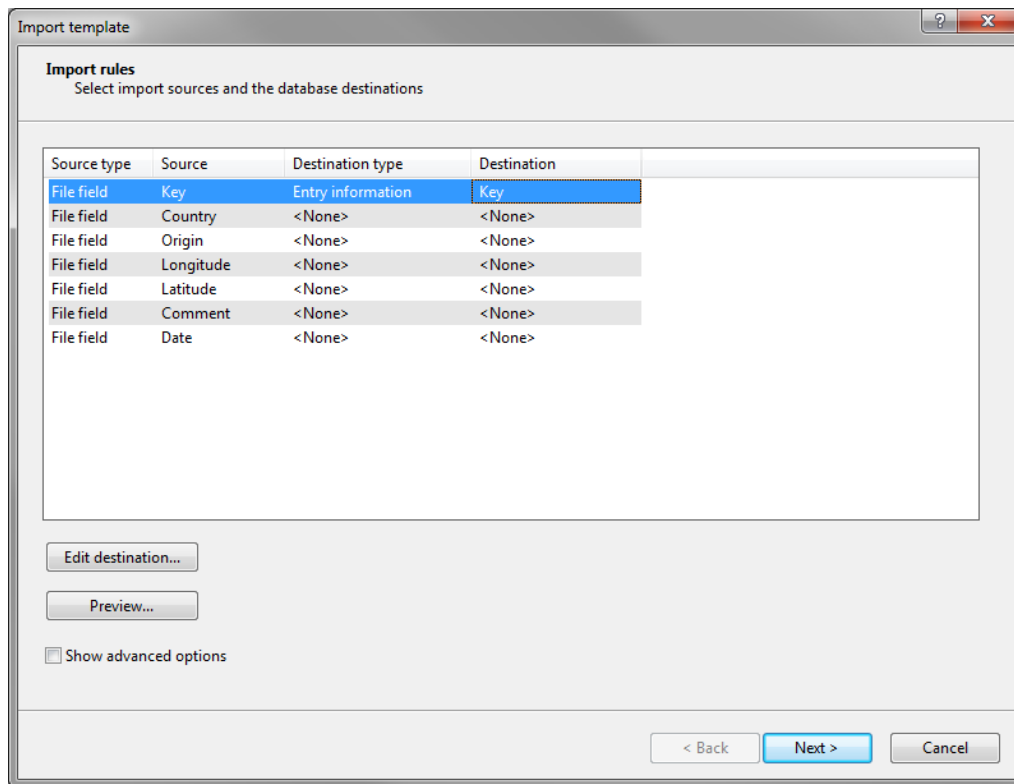 Import template
?
Import rules
Select import sources and the database destinations
Source type Source Destination type Destination
File field Key Entry information Key
File field Country <None> <None>
File field Origin <None> <None>
File field Longitude <None> <None>
File field Latitude <None> <None>
File field Comment <None> <None>
File field Date <None> <None>
Edit destination...
Preview...
Show advanced options
< Back Next > Cancel